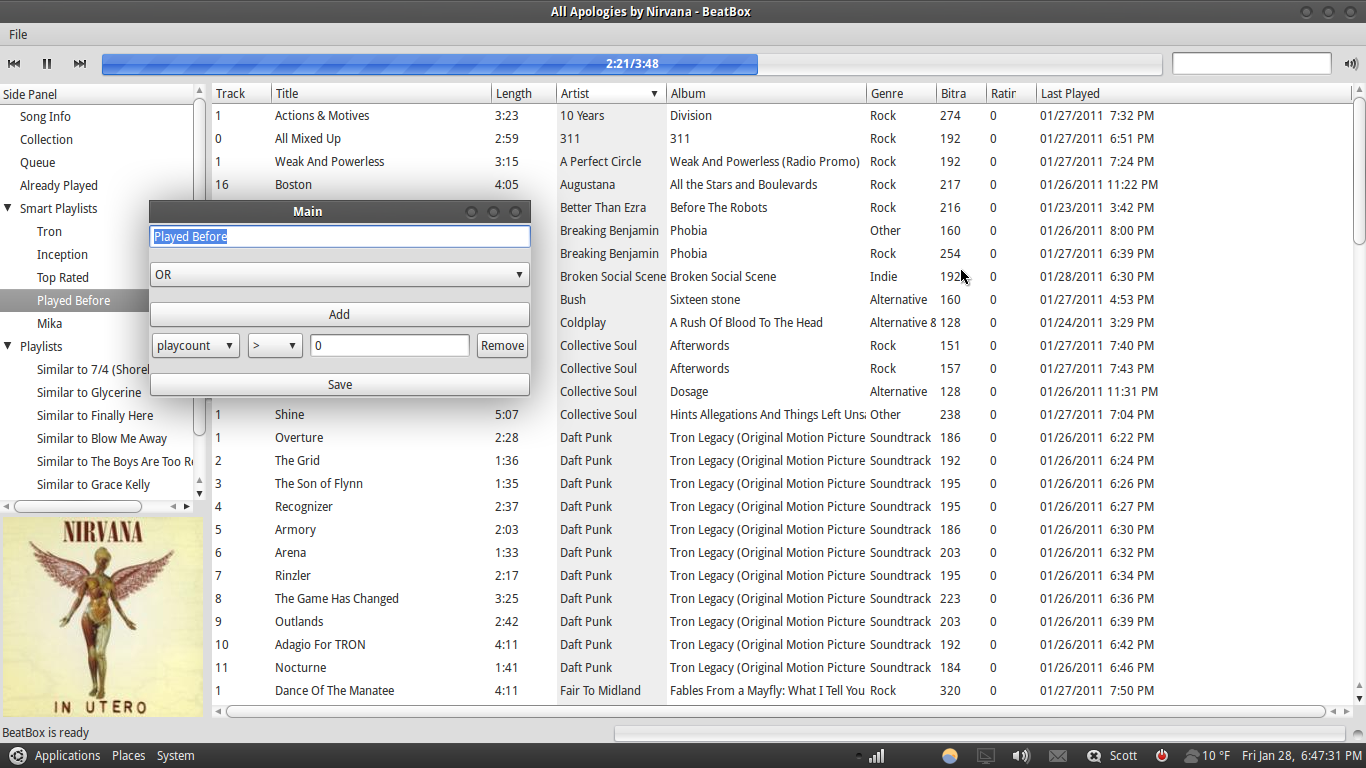 All Apologies by Nirvana - BeatBox
File
2:21/3:48
Side Panel
Song Info
Collection
Queue
Already Played
Smart Playlists
Tron
Inception
Top Rated
Played Before
Mika
Playlists
Similar to 7/4 (Shorel
Similar to Glycerine
Similar to Finally Here
Similar to Blow Me Away
Similar to The Boys Are Too Re
Similar to Grace Kelly
NIRVANA
IN UTERO
Main
Played Before
OR
Add
playcount > 0 Remove
Save
Track Title Length Artist Album Genre Bitra Ratir Last Played
1 Actions & Motives 3:23 10 Years Division Rock 274 0 01/27/2011 7:32 PM
0 All Mixed Up 2:59 311 311 Rock 192 0 01/27/2011 6:51 PM
1 Weak And Powerless 3:15 A Perfect Circle Weak And Powerless (Radio Promo) Rock 192 0 01/27/2011 7:24 PM
16 Boston 4:05 Augustana All the Stars and Boulevards Rock 217 0 01/26/2011 11:22 PM
Better Than Ezra Before The Robots Rock 216 0 01/23/2011 3:42 PM
Breaking Benjamin Phobia Other 160 0 01/26/2011 8:00 PM
Breaking Benjamin Phobia Rock 254 0 01/27/2011 6:39 PM
Broken Social Scene Broken Social Scene Indie 192 0 01/28/2011 6:30 PM
Bush Sixteen stone Alternative 160 0 01/27/2011 4:53 PM
Coldplay A Rush Of Blood To The Head Alternative & 128 0 01/24/2011 3:29 PM
Collective Soul Afterwords Rock 151 0 01/27/2011 7:40 PM
Collective Soul Afterwords Rock 157 0 01/27/2011 7:43 PM
Collective Soul Dosage Alternative 128 0 01/26/2011 11:31 PM
1 Shine 5:07 Collective Soul Hints Allegations And Things Left Unsa Other 238 0 01/27/2011 7:04 PM
1 Overture 2:28 Daft Punk Tron Legacy (Original Motion Picture Soundtrack 186 0 01/26/2011 6:22 PM
2 The Grid 1:36 Daft Punk Tron Legacy (Original Motion Picture Soundtrack 192 0 01/26/2011 6:24 PM
3 The Son of Flynn 1:35 Daft Punk Tron Legacy (Original Motion Picture Soundtrack 195 0 01/26/2011 6:26 PM
4 Recognizer 2:37 Daft Punk Tron Legacy (Original Motion Picture Soundtrack 195 0 01/26/2011 6:27 PM
5 Armory 2:03 Daft Punk Tron Legacy (Original Motion Picture Soundtrack 186 0 01/26/2011 6:30 PM
6 Arena 1:33 Daft Punk Tron Legacy (Original Motion Picture Soundtrack 203 0 01/26/2011 6:32 PM
7 Rinzler 2:17 Daft Punk Tron Legacy (Original Motion Picture Soundtrack 195 0 01/26/2011 6:34 PM
8 The Game Has Changed 3:25 Daft Punk Tron Legacy (Original Motion Picture Soundtrack 223 0 01/26/2011 6:36 PM
9 Outlands 2:42 Daft Punk Tron Legacy (Original Motion Picture Soundtrack 203 0 01/26/2011 6:39 PM
10 Adagio For TRON 4:11 Daft Punk Tron Legacy (Original Motion Picture Soundtrack 192 0 01/26/2011 6:42 PM
11 Nocturne 1:41 Daft Punk Tron Legacy (Original Motion Picture Soundtrack 184 0 01/26/2011 6:46 PM
1 Dance Of The Manatee 4:11 Fair To Midland Fables From a Mayfly: What I Tell You Rock 320 0 01/27/2011 7:50 PM
BeatBox is ready
Applications Places System Scott 10 °F Fri Jan 28, 6:47:31 PM